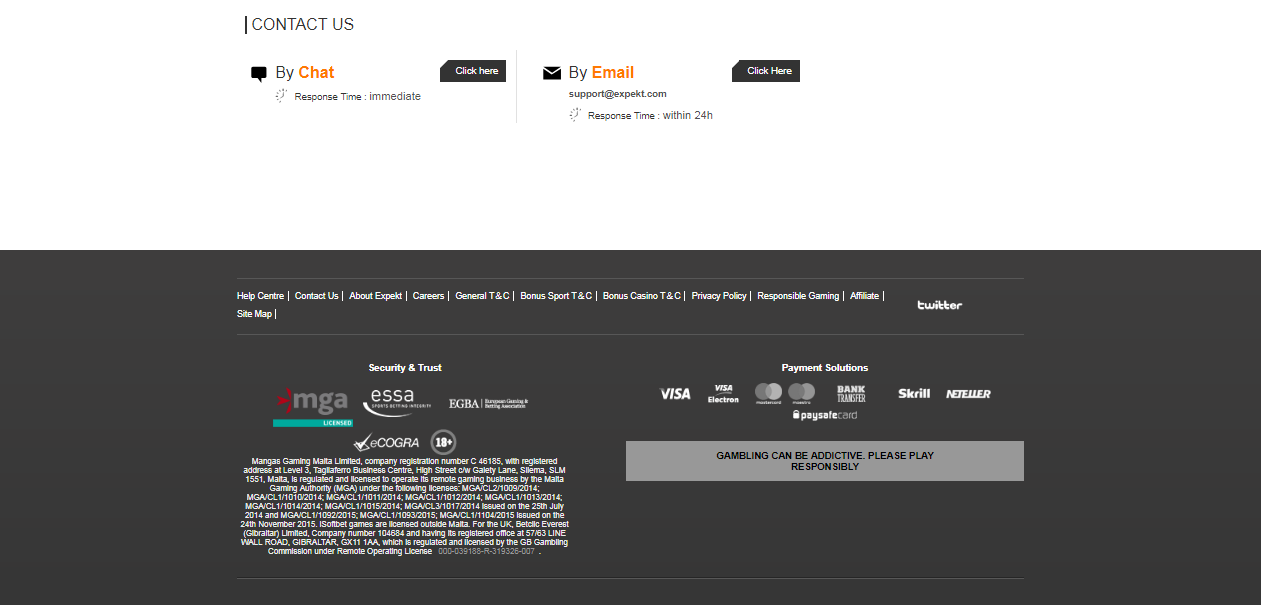 CONTACT US
By Chat
Click here
Response Time : immediate
By Email
Click Here
support@expekt.com
Response Time : within 24h
Help Centre | Contact Us | About Expekt | Careers | General T&C | Bonus Sport T&C | Bonus Casino T&C | Privacy Policy | Responsible Gaming | Affiliate |
Site Map |
twitter
Security & Trust
mga
LICENSED
essa
SPORTS BETTING INTEGRITY
EGBA | European Gaming &
Betting Association
eCOGRA
18+
Mangas Gaming Malta Limited, company registration number C 46185, with registered
address at Level 3, Tagliaferro Business Centre, High Street c/w Gaiety Lane, Sliema, SLM
1551, Malta, is regulated and licensed to operate its remote gaming business by the Malta
Gaming Authority (MGA) under the following licenses: MGA/CL2/1009/2014;
MGA/CL1/1010/2014; MGA/CL1/1011/2014; MGA/CL1/1012/2014; MGA/CL1/1013/2014;
MGA/CL1/1014/2014; MGA/CL1/1015/2014; MGA/CL3/1017/2014 issued on the 25th July
2014 and MGA/CL1/1092/2015; MGA/CL1/1093/2015; MGA/CL1/1104/2015 issued on the
24th November 2015. iSoftbet games are licensed outside Malta. For the UK, Betclic Everest
(Gibraltar) Limited, Company number 104684 and having its registered office at 57/63 LINE
WALL ROAD, GIBRALTAR, GX11 1AA, which is regulated and licensed by the GB Gambling
Commission under Remote Operating License 000-039188-R-319326-007 .
Payment Solutions
VISA
VISA
Electron
mastercard
maestro
BANK
TRANSFER
Skrill
NETELLER
paysafecard
GAMBLING CAN BE ADDICTIVE. PLEASE PLAY
RESPONSIBLY